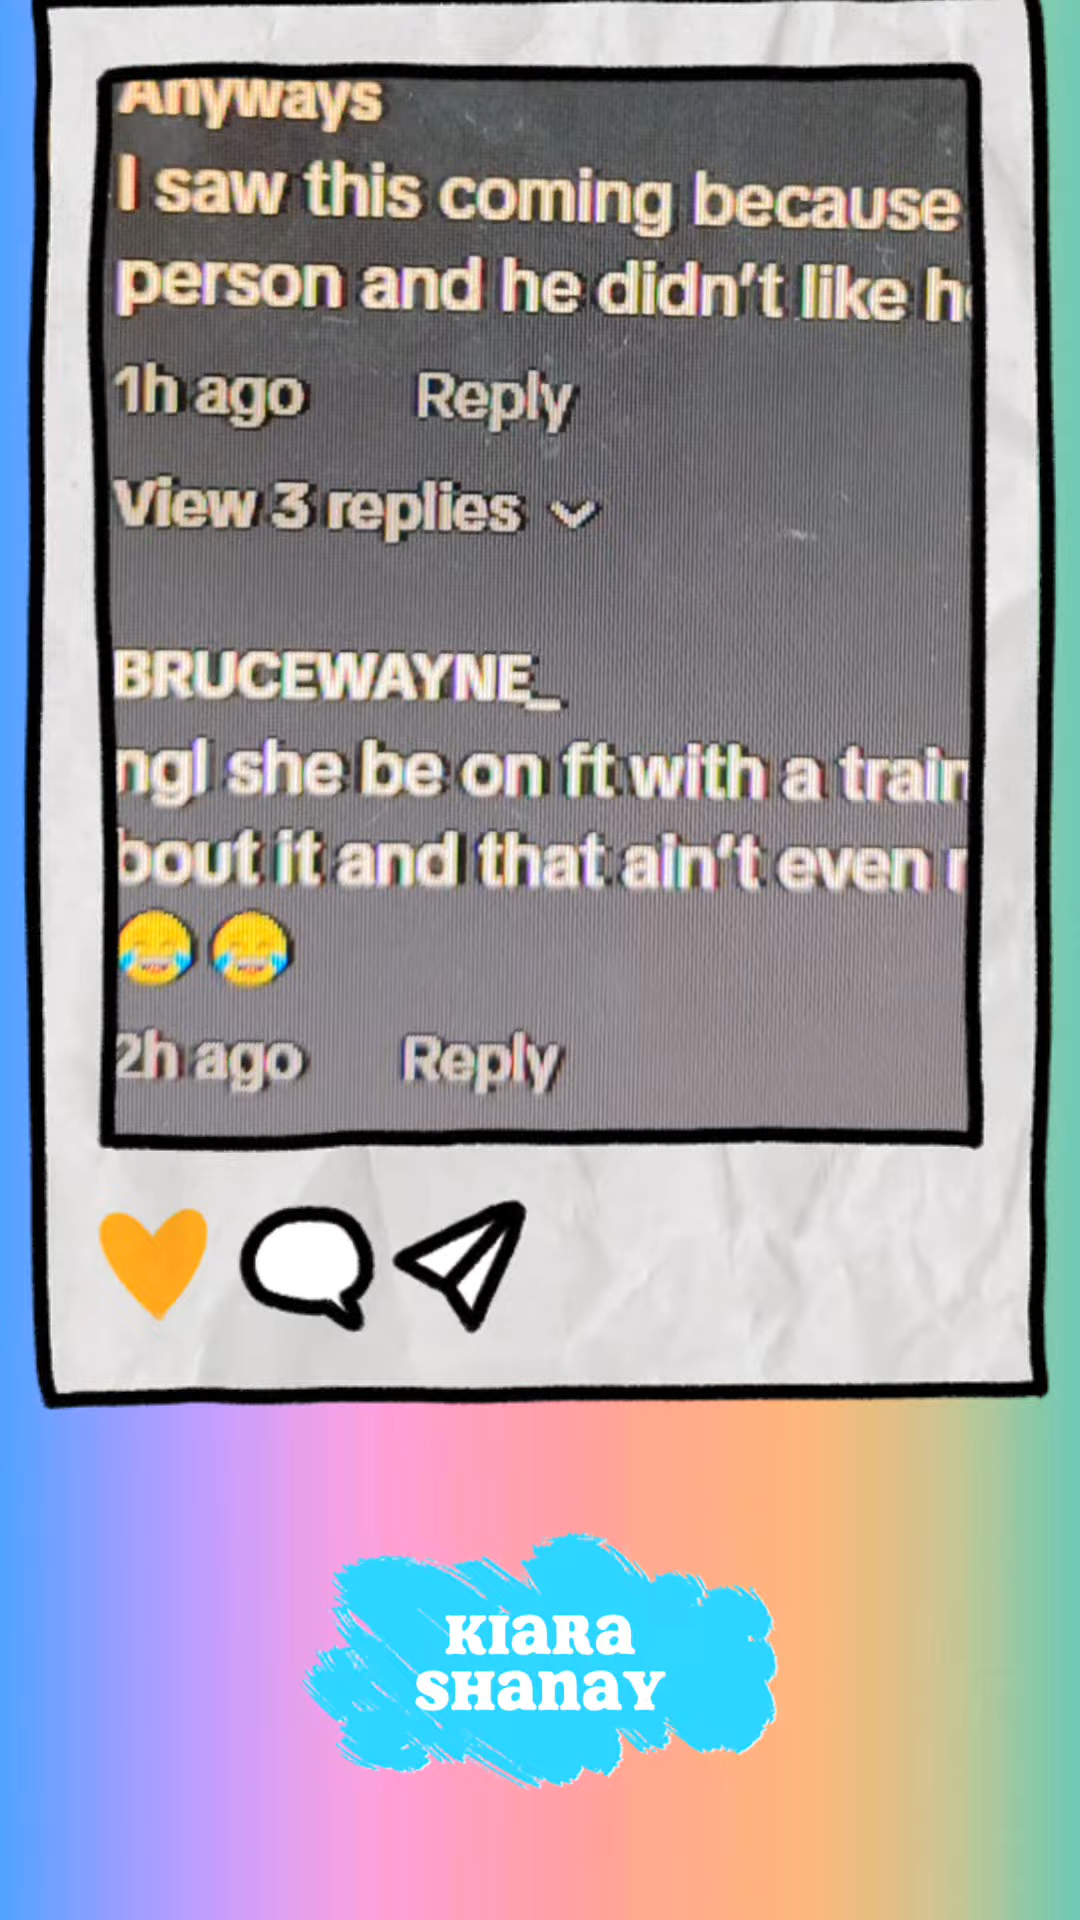 Anyways
I saw this coming because
person and he didn't like
1h ago Reply
View 3 replies
BRUCEWAYNE_
ngl she be on ft with a
bout it and that ain't even
😂😂
2h ago Reply
KIARA
SHANAY